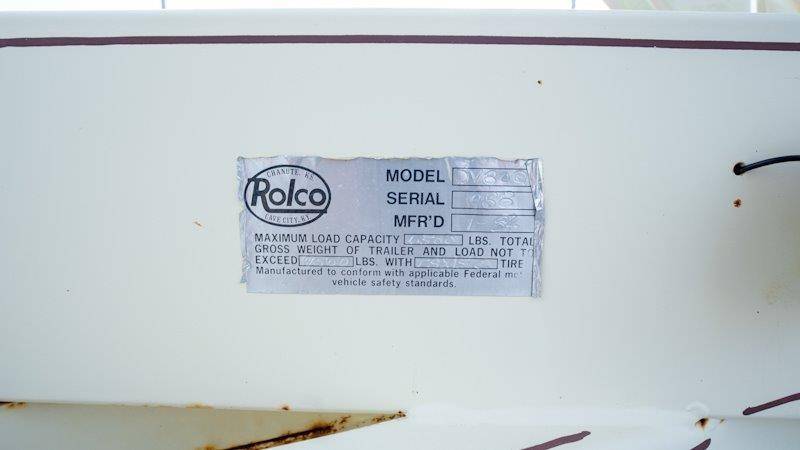 CHANUTE, KS.
Rolco
CAVE CITY, KY.
MODEL
SERIAL
MFR'D
MAXIMUM LOAD CAPACITY LBS. TOTAL
GROSS WEIGHT OF TRAILER AND LOAD NOT TO
EXCEED LBS. WITH TIRE
Manufactured to conform with applicable Federal
vehicle safety standards.